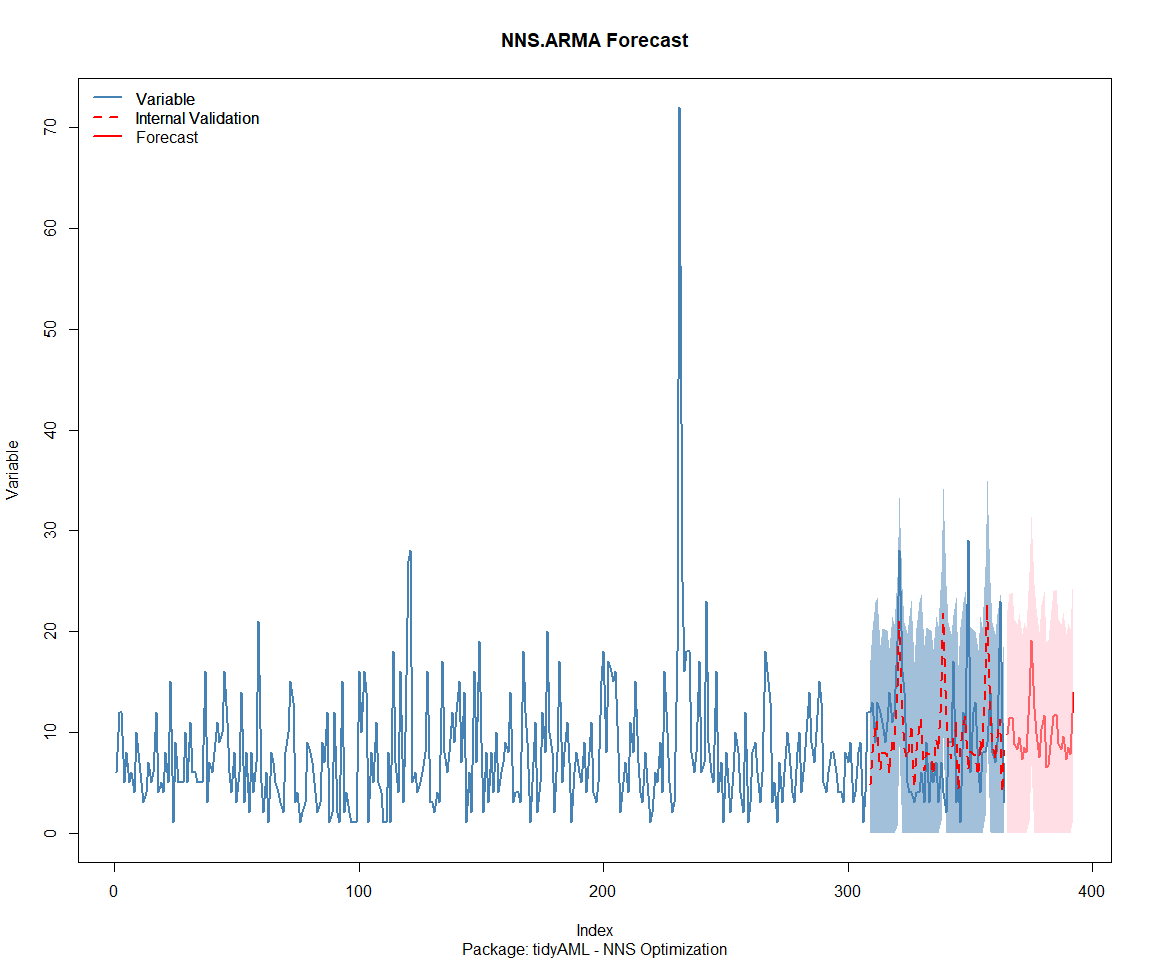 NNS.ARMA Forecast
Variable
Internal Validation
Forecast
70
60
50
40
30
20
10
0
Variable
0 100 200 300 400
Index
Package: tidyAML - NNS Optimization